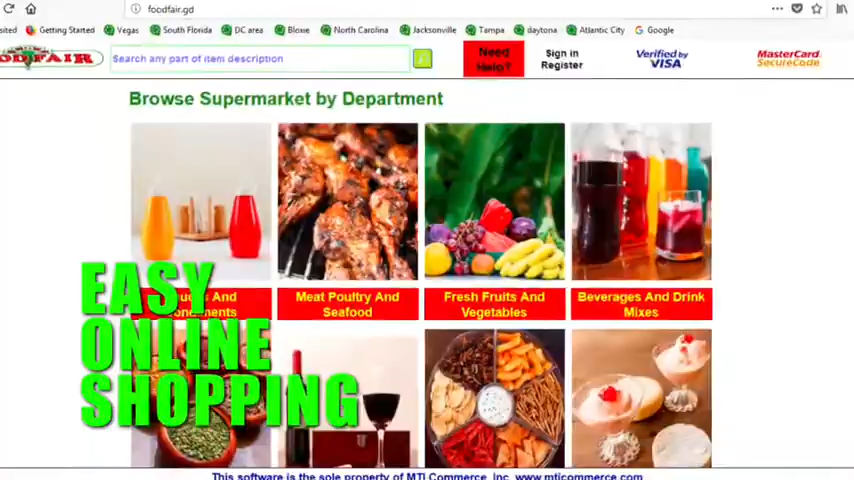 foodfair.gd
sited Getting Started Vegas South Florida DC area Bloxe North Carolina Jacksonville Tampa daytona Atlantic City Google
Search any part of item description
Need
Help?
Sign in
Register
Verified by
VISA
MasterCard
SecureCode
Browse Supermarket by Department
And
Meat Poultry And
Seafood
Fresh Fruits And
Vegetables
Beverages And Drink
Mixes
EASY
ONLINE
SHOPPING
This software is the sole property of MTI Commerce, Inc. www.mticommerce.com